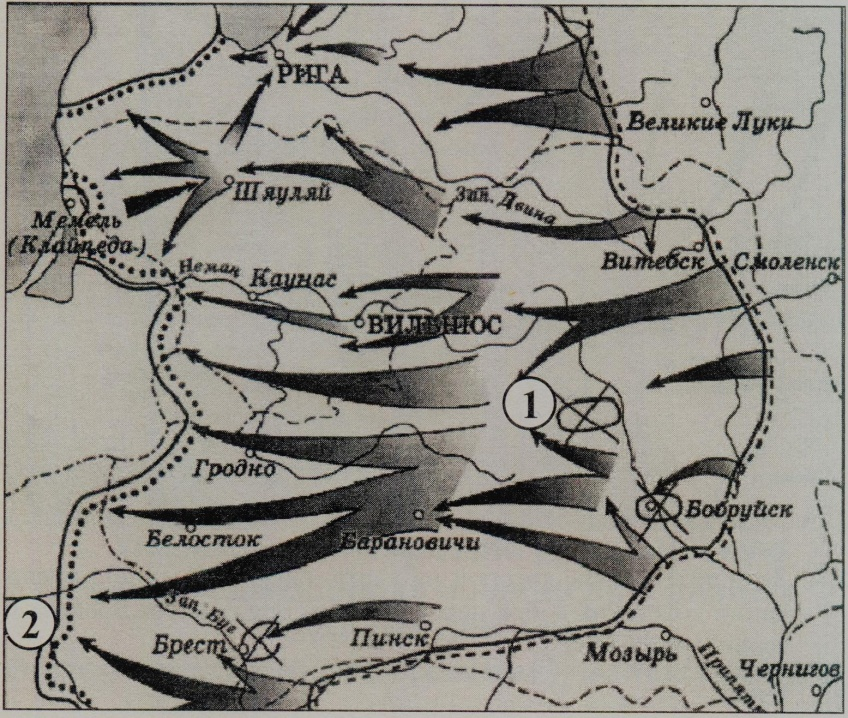 РИГА
Великие Луки
Шяуляй
Зап. Двина
Мемель
(Клайпеда)
Витебск
Смоленск
Неман
Каунас
ВИЛЬНЮС
1
Гродно
Бобруйск
Белосток
Барановичи
Зап. Буг
2
Брест
Пинск
Мозырь
Припять
Чернигов